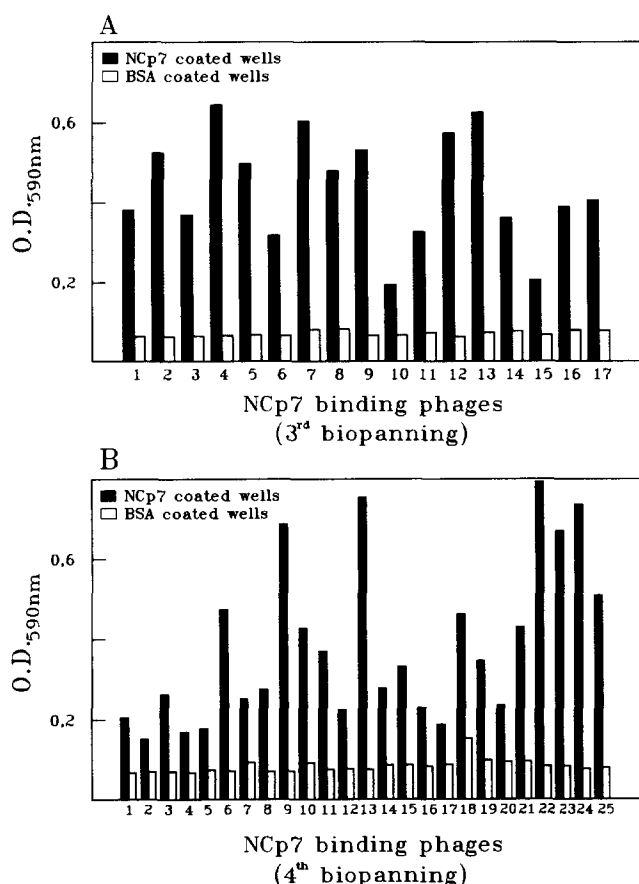 A
NCp7 coated wells
BSA coated wells
0,6
0,2
O.D.590nm
1 2 3 4 5 6 7 8 9 10 11 12 13 14 15 16 17
NCp7 binding phages
(3rd biopanning)
B
NCp7 coated wells
BSA coated wells
0,6
0,2
O.D.590nm
1 2 3 4 5 6 7 8 9 10 11 12 13 14 15 16 17 18 19 20 21 22 23 24 25
NCp7 binding phages
(4th biopanning)